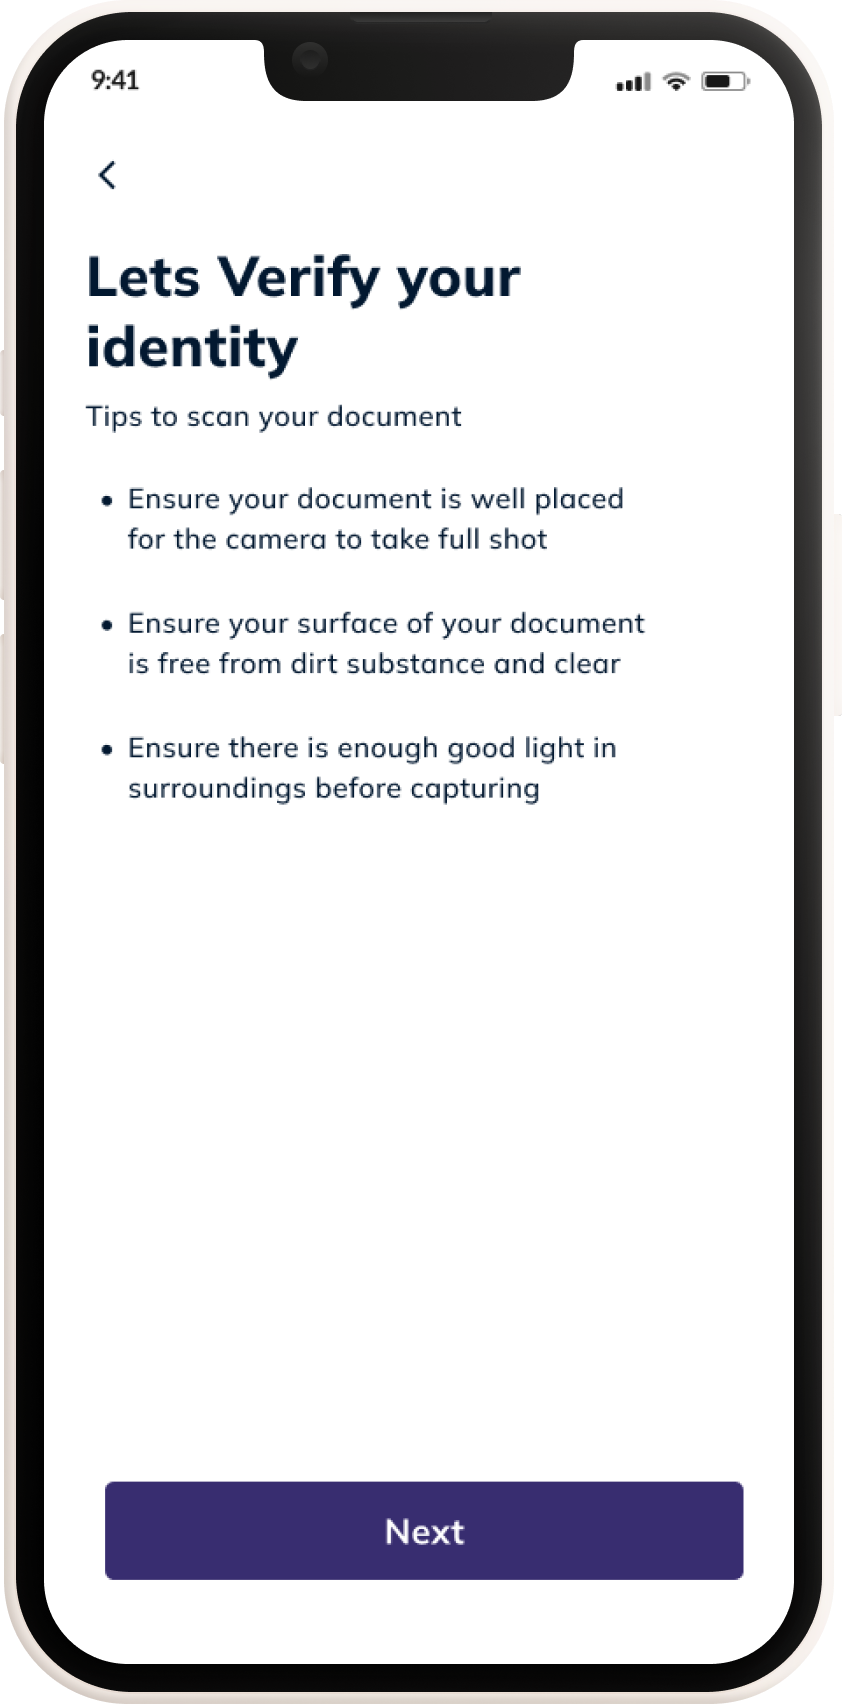 9:41
Lets Verify your
identity
Tips to scan your document
• Ensure your document is well placed
for the camera to take full shot
• Ensure your surface of your document
is free from dirt substance and clear
• Ensure there is enough good light in
surroundings before capturing
Next